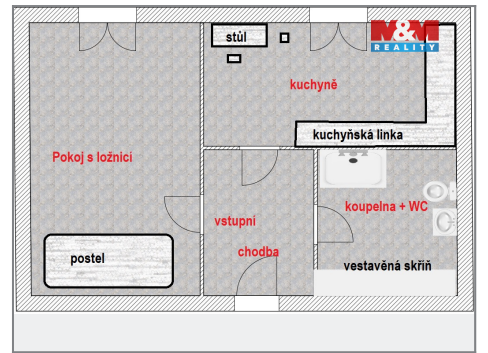 stůl
M&M
REALITY
kuchyně
kuchyňská linka
Pokoj s ložnicí
koupelna + WC
vstupní
chodba
postel
vestavěná skříň